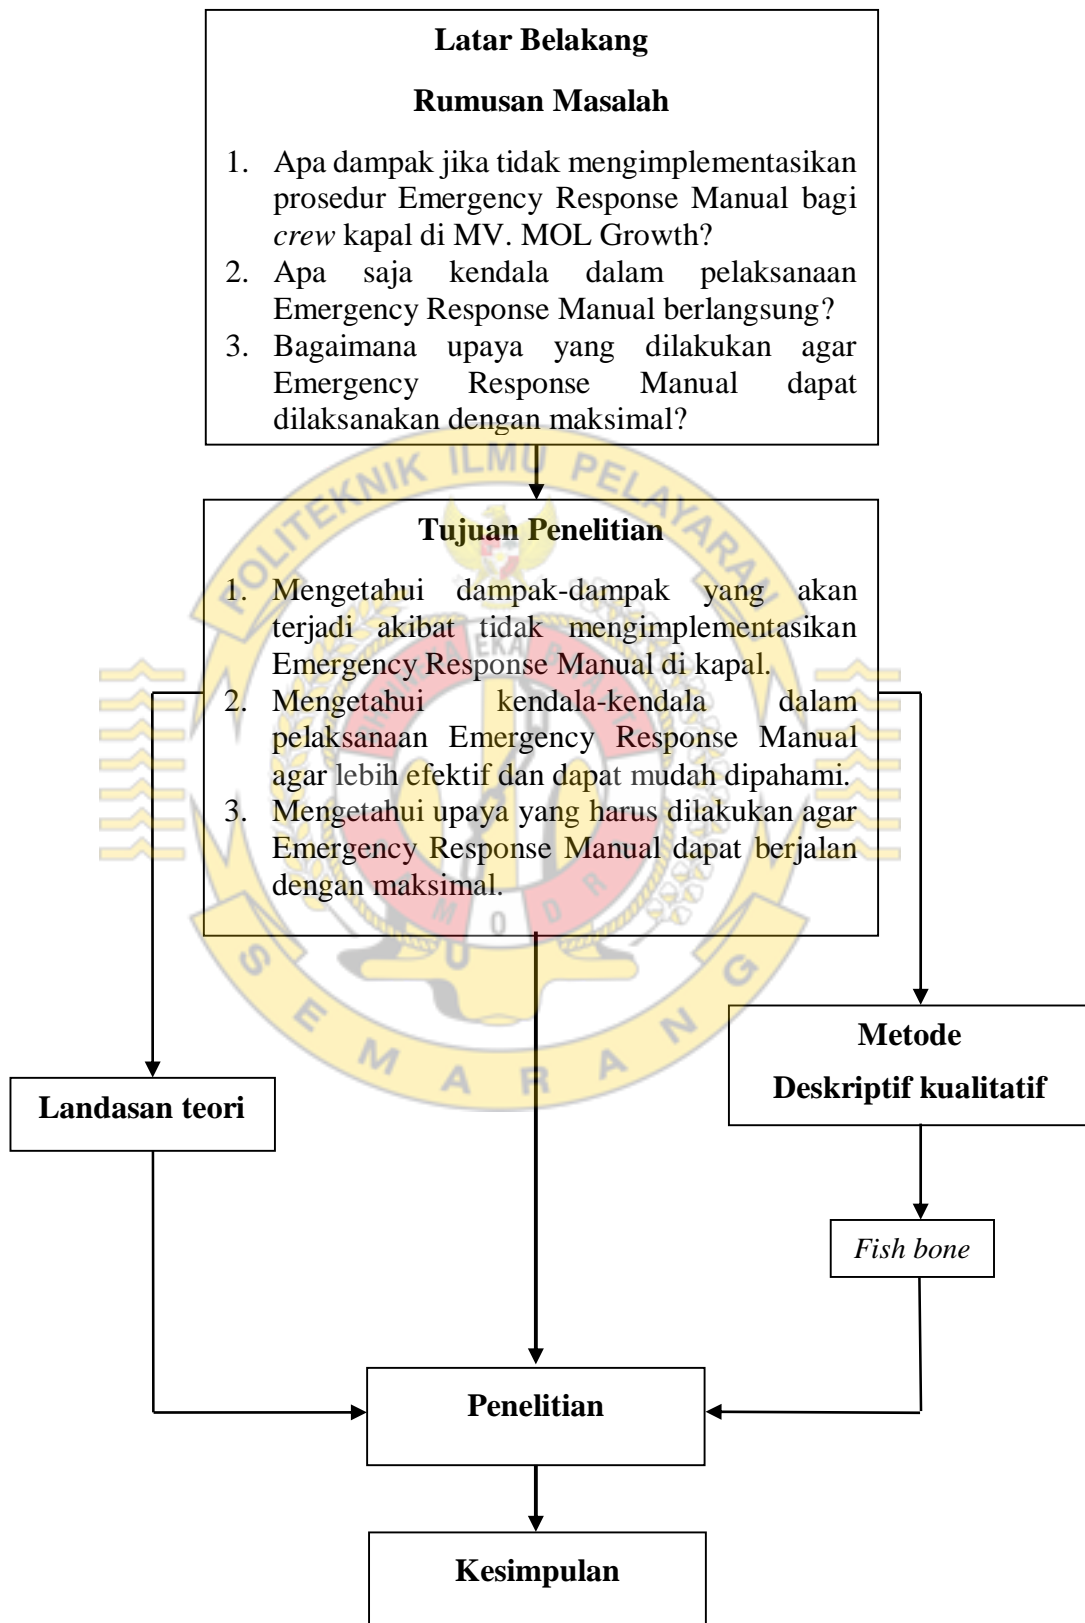 Latar Belakang
Rumusan Masalah
1. Apa dampak jika tidak mengimplementasikan
prosedur Emergency Response Manual bagi
crew kapal di MV. MOL Growth?
2. Apa saja kendala dalam pelaksanaan
Emergency Response Manual berlangsung?
3. Bagaimana upaya yang dilakukan agar
Emergency Response Manual dapat
dilaksanakan dengan maksimal?
POLITEKNIK ILMU PELAYARAN
Tujuan Penelitian
1. Mengetahui dampak-dampak yang akan
terjadi akibat tidak mengimplementasikan
Emergency Response Manual di kapal.
2. Mengetahui kendala-kendala dalam
pelaksanaan Emergency Response Manual
agar lebih efektif dan dapat mudah dipahami.
3. Mengetahui upaya yang harus dilakukan agar
Emergency Response Manual dapat berjalan
dengan maksimal.
SEMARANG
Metode
Deskriptif kualitatif
Landasan teori
Fish bone
Penelitian
Kesimpulan